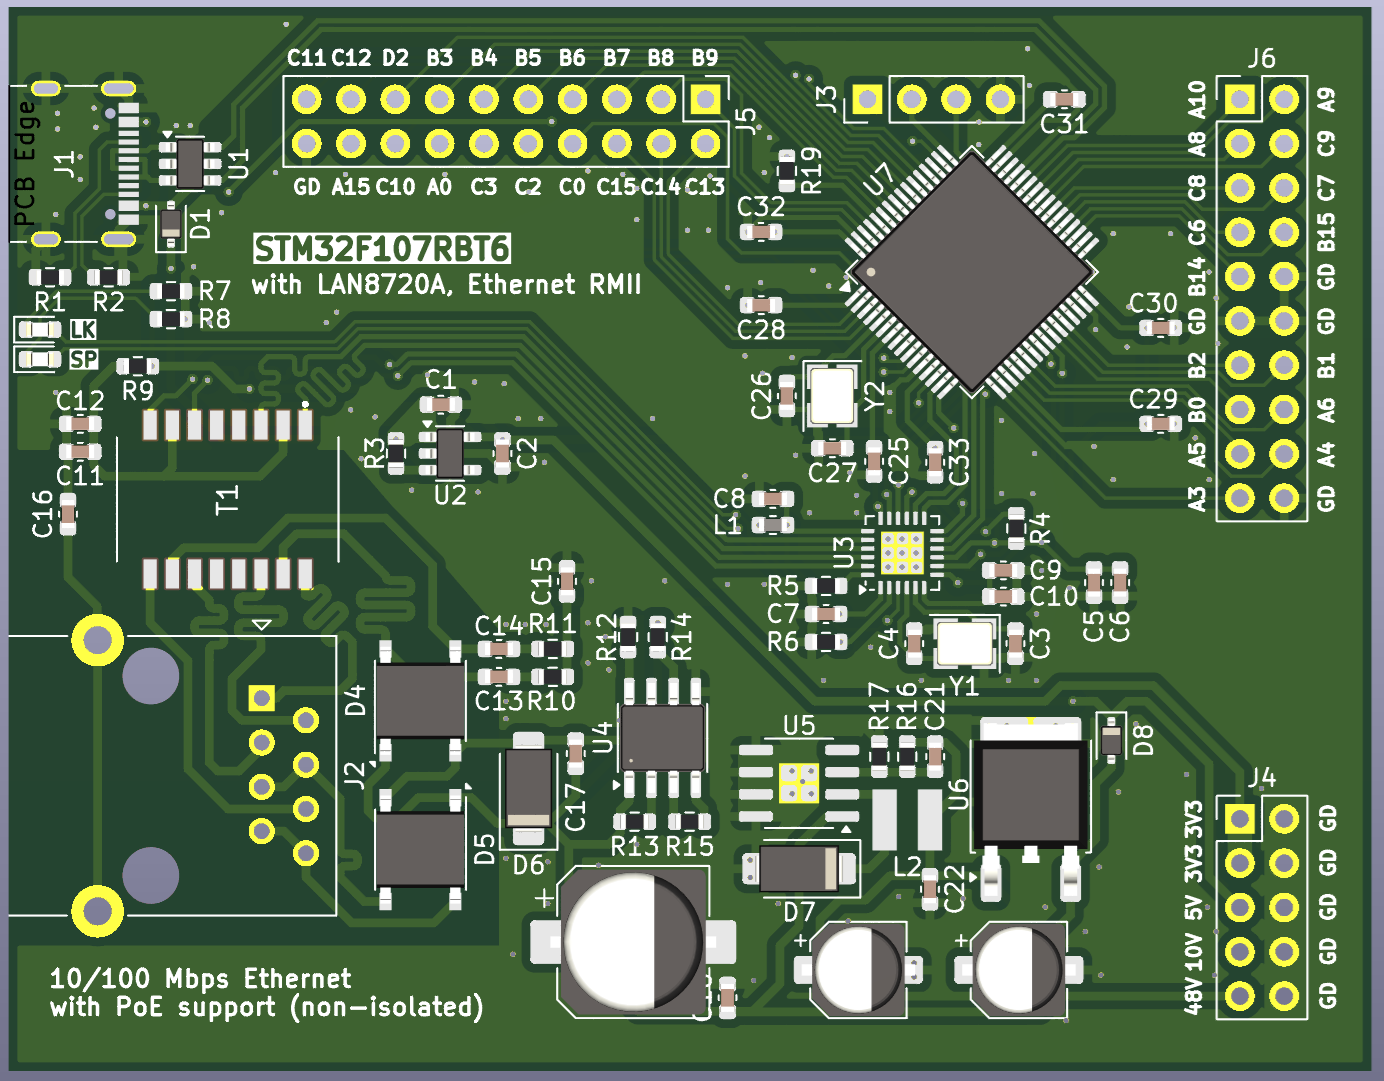 C11 C12 D2 B3 B4 B5 B6 B7 B8 B9
J5
GD A15 C10 A0 C3 C2 C0 C15 C14 C13
J3
C31
J6
A10 A9
A8 C9
C8 C7
C6 B15
B14 GD
GD GD
B2 B1
B0 A6
A5 A4
A3 GD
PCB Edge
J1
U1
D1
R19
U7
C32
STM32F107RBT6
with LAN8720A, Ethernet RMII
R1 R2 R7
R8
LK
SP
R9
C28
C30
C29
C26
Y2
C27
C25
C33
C12
C11
C16
T1
C1
R3
C2
U2
C8
L1
U3
R4
R5
C7
R6
C9
C10
C5
C6
C4
C3
Y1
C15
C14 R11
C13 R10
R12
R14
D4
J2
D5
D6
C17
U4
R13 R15
U5
R17
R16
C21
U6
D8
L2
C22
D7
J4
3V3 GD
3V3 GD
5V GD
10V GD
48V GD
+
+
+
10/100 Mbps Ethernet
with PoE support (non-isolated)